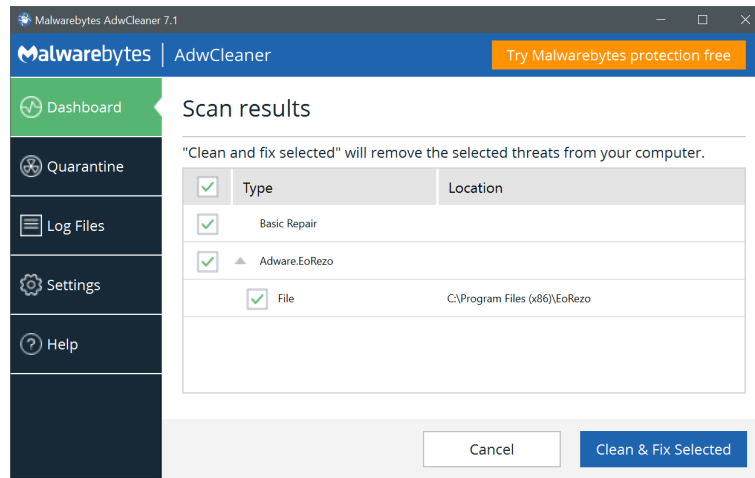 Malwarebytes AdwCleaner 7.1
Malwarebytes | AdwCleaner
Try Malwarebytes protection free
Dashboard
Quarantine
Log Files
Settings
Help
Scan results
"Clean and fix selected" will remove the selected threats from your computer.
Type Location
Basic Repair
Adware.EoRezo
File C:\Program Files (x86)\EoRezo
Cancel Clean & Fix Selected